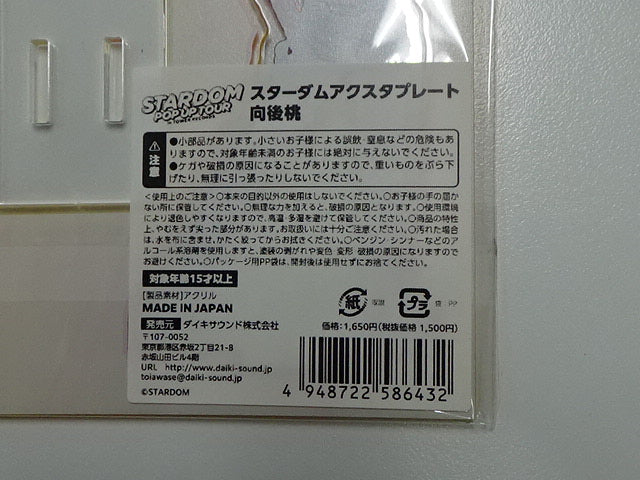 STARDOM
POP UP TOUR
in TOWER RECORDS
スターダムアクスタプレート
向後桃
注意
●小部品があります。小さいお子様による誤飲・窒息などの危険もあ
りますので、対象年齢未満のお子様には絶対に与えないでください。
●ケガや破損の原因になることがありますので、重いものをぶら下
げたり、無理に引っ張ったりしないでください。
<使用上のご注意>○本来の目的以外の使用はしないでください。○お子様の手の届か
ない所に保管してください。○無理な力を加えると、破損の原因となります。○使用環境
により退色しやすくなりますので、高温・多湿を避けて保管してください。○商品の特性
上、やむをえず尖った部分があります。お取扱いには十分ご注意ください。○汚れた場合
は、水を布に含ませ、かたく絞ってからお拭きください。○ベンジン・シンナーなどのア
ルコール系溶剤を使用しますと、塗装の剥がれや変色・変形・破損の原因になりますので
お避けください。○パッケージ用PP袋は、開封後は使用せずにお捨てください。
対象年齢15才以上
[製品素材]アクリル
MADE IN JAPAN
紙
プラ
袋：PP
発売元 ダイキサウンド株式会社
価格：1,650円(税抜価格 1,500円)
〒107-0052
東京都港区赤坂2丁目21-8
赤坂山田ビル4階
URL http://www.daiki-sound.jp
toiawase@daiki-sound.jp
©STARDOM
4 948722 586432